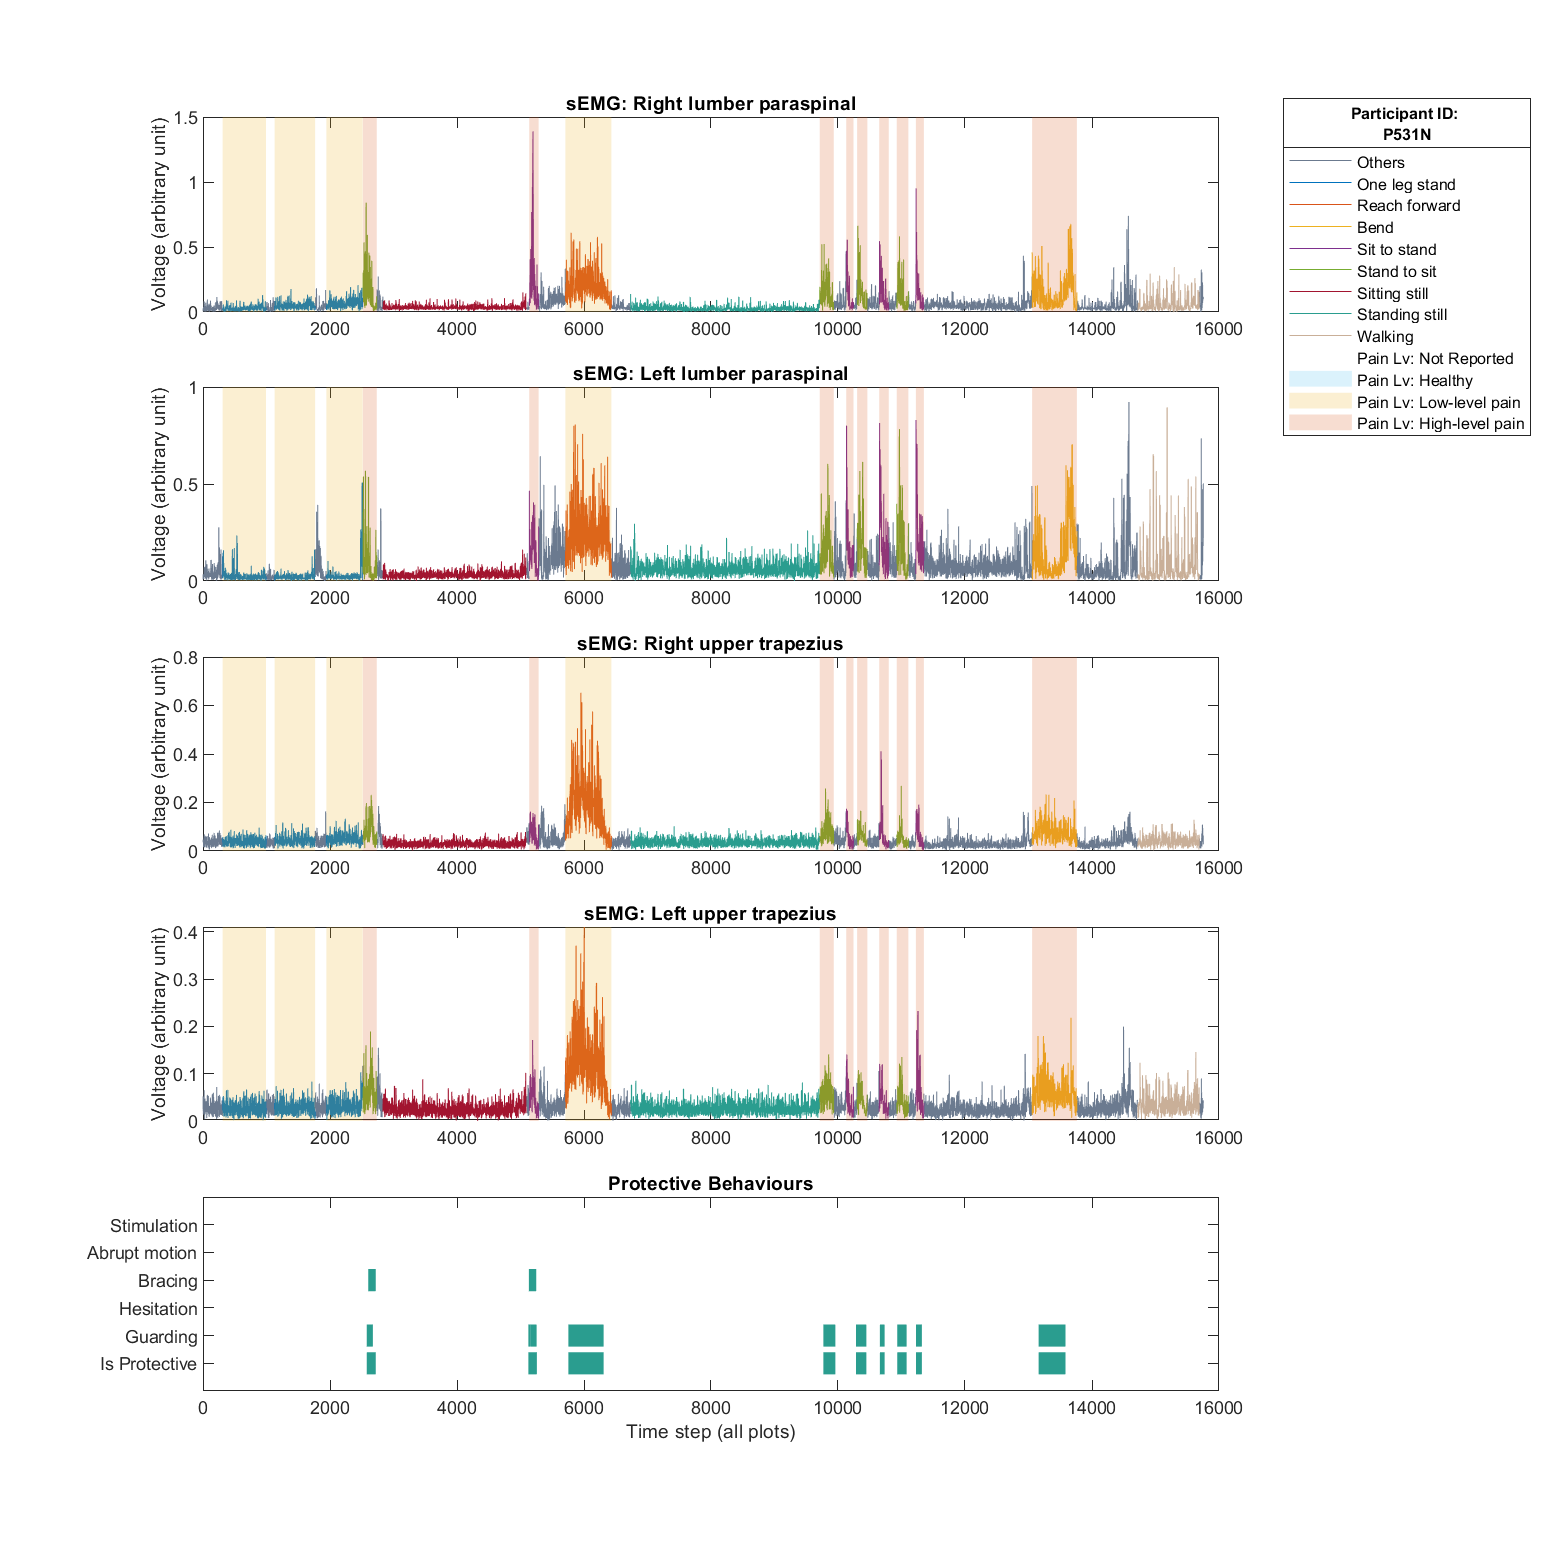 sEMG: Right lumber paraspinal
Voltage (arbitrary unit)
1.5
1
0.5
0
0 2000 4000 6000 8000 10000 12000 14000 16000
sEMG: Left lumber paraspinal
Voltage (arbitrary unit)
1
0.5
0
0 2000 4000 6000 8000 10000 12000 14000 16000
sEMG: Right upper trapezius
Voltage (arbitrary unit)
0.8
0.6
0.4
0.2
0
0 2000 4000 6000 8000 10000 12000 14000 16000
sEMG: Left upper trapezius
Voltage (arbitrary unit)
0.4
0.3
0.2
0.1
0
0 2000 4000 6000 8000 10000 12000 14000 16000
Protective Behaviours
Stimulation
Abrupt motion
Bracing
Hesitation
Guarding
Is Protective
0 2000 4000 6000 8000 10000 12000 14000 16000
Time step (all plots)
Participant ID:
P531N
Others
One leg stand
Reach forward
Bend
Sit to stand
Stand to sit
Sitting still
Standing still
Walking
Pain Lv: Not Reported
Pain Lv: Healthy
Pain Lv: Low-level pain
Pain Lv: High-level pain